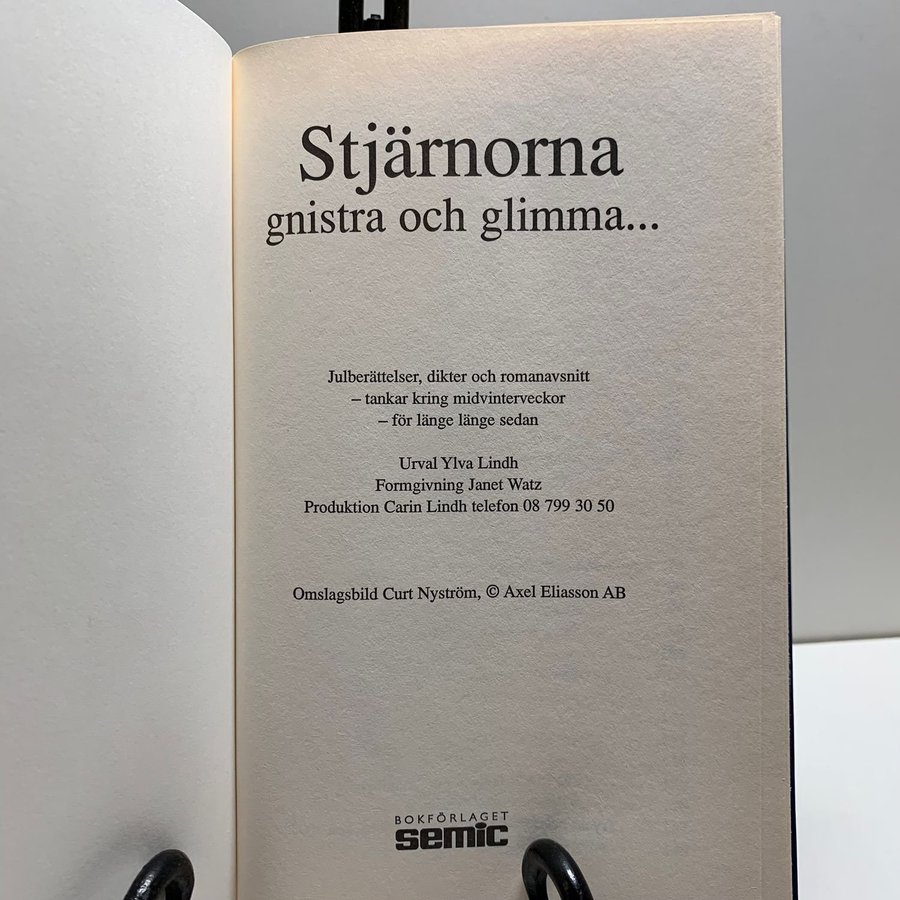 Stjärnorna
gnistra och glimma...
Julberättelser, dikter och romanavsnitt
– tankar kring midvinterveckor
– för länge länge sedan
Urval Ylva Lindh
Formgivning Janet Watz
Produktion Carin Lindh telefon 08 799 30 50
Omslagsbild Curt Nyström, © Axel Eliasson AB
BOKFÖRLAGET
semic